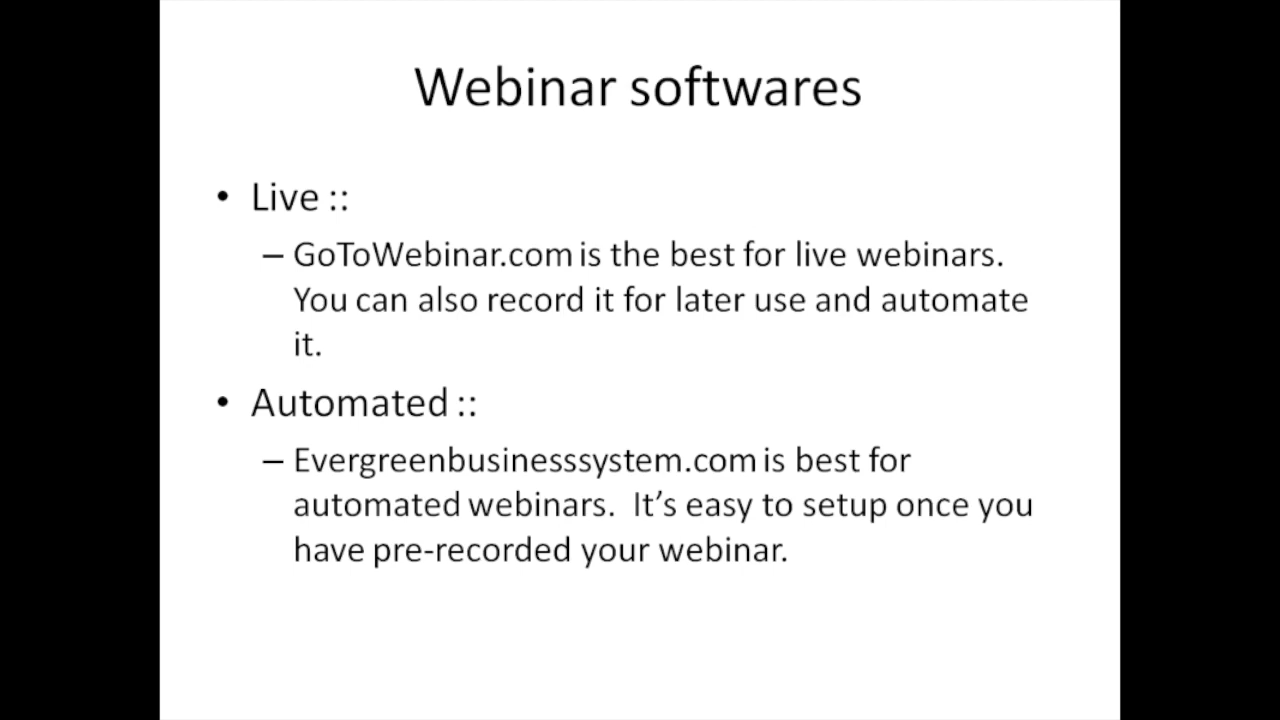 Webinar softwares
• Live ::
– GoToWebinar.com is the best for live webinars.
You can also record it for later use and automate
it.
• Automated ::
– Evergreenbusinesssystem.com is best for
automated webinars.  It’s easy to setup once you
have pre-recorded your webinar.